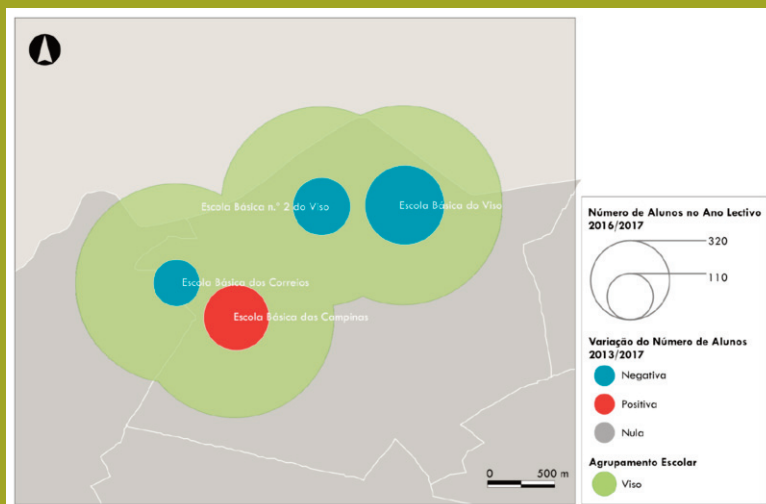 Escola Básica n.º 2 do Viso
Escola Básica do Viso
Escola Básica dos Correios
Escola Básica dos Campinas
0 500 m
Número de Alunos no Ano Lectivo
2016/2017
320
110
Variação do Número de Alunos
2013/2017
Negativa
Positiva
Nula
Agrupamento Escolar
Viso